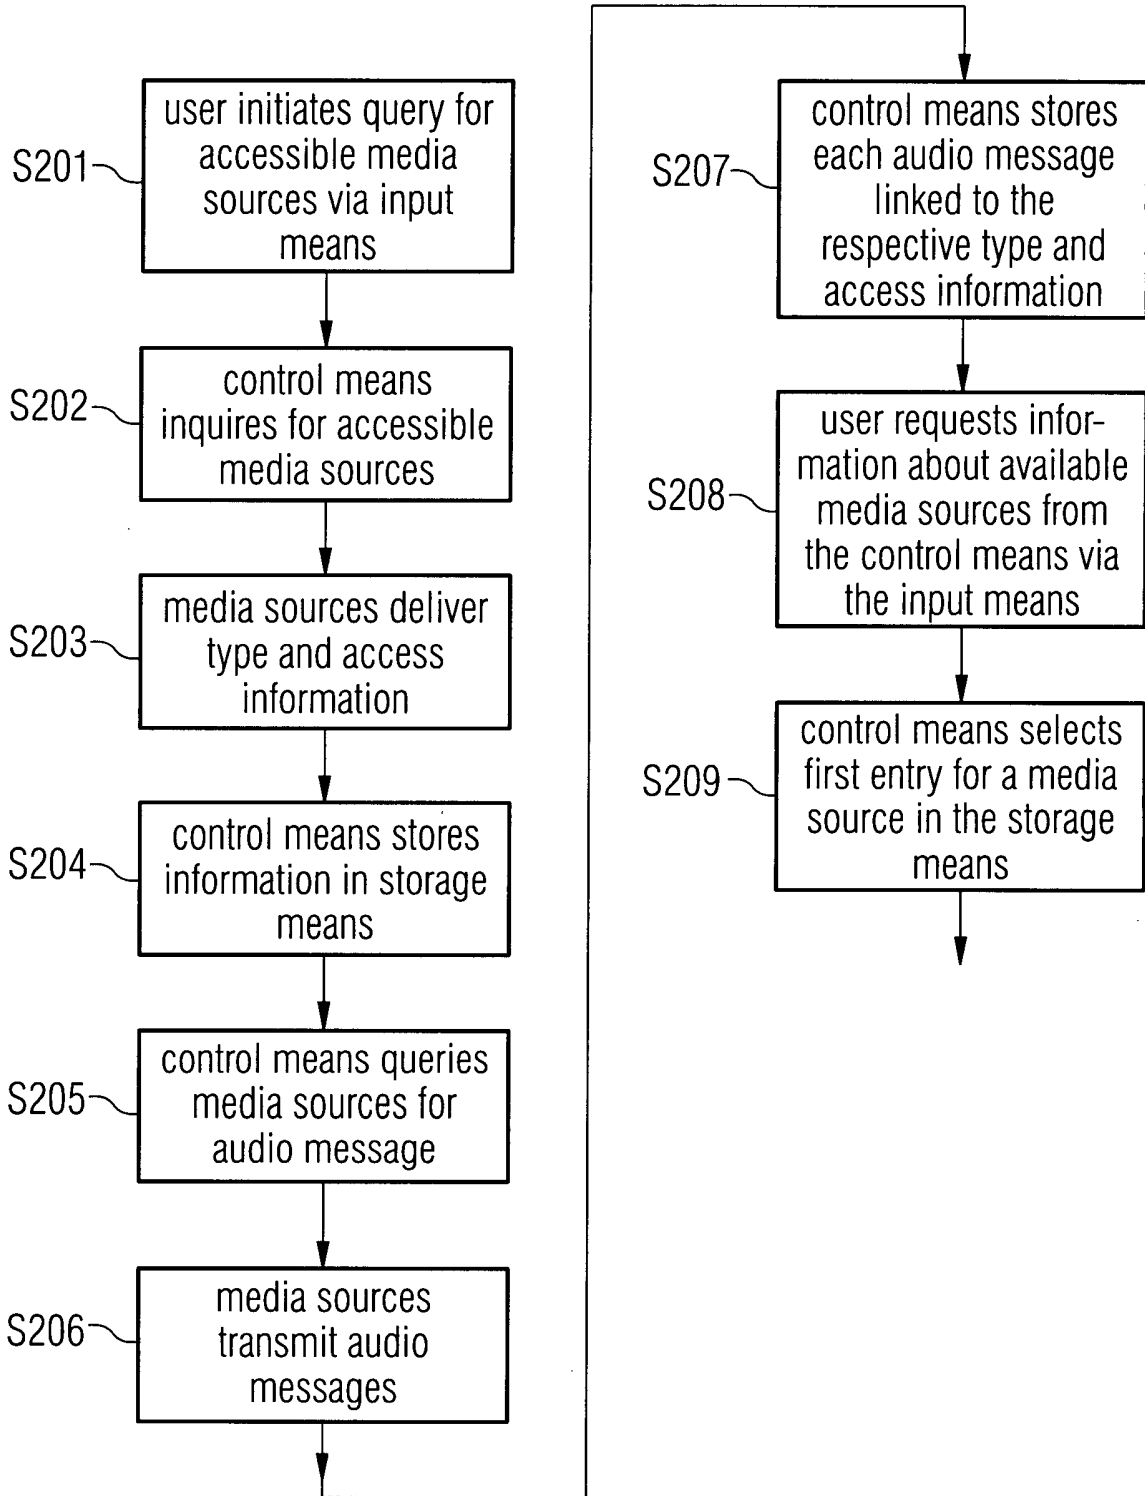 S201
user initiates query for
accessible media
sources via input
means
S202
control means
inquires for accessible
media sources
S203
media sources deliver
type and access
information
S204
control means stores
information in storage
means
S205
control means queries
media sources for
audio message
S206
media sources
transmit audio
messages
S207
control means stores
each audio message
linked to the
respective type and
access information
S208
user requests infor-
mation about available
media sources from
the control means via
the input means
S209
control means selects
first entry for a media
source in the storage
means